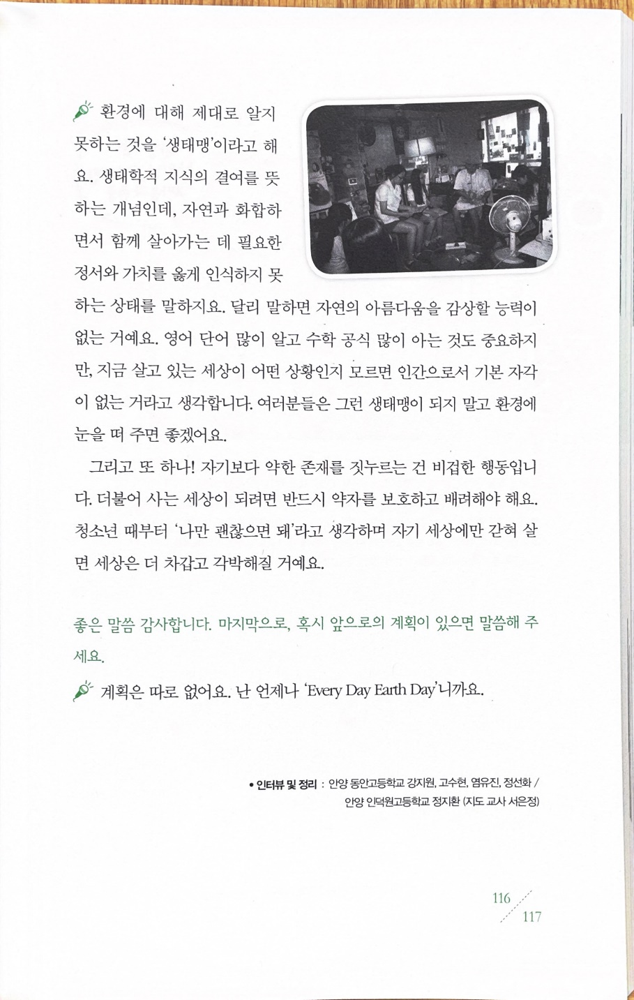 환경에 대해 제대로 알지
못하는 것을 ‘생태맹’이라고 해
요. 생태학적 지식의 결여를 뜻
하는 개념인데, 자연과 화합하
면서 함께 살아가는 데 필요한
정서와 가치를 옳게 인식하지 못
하는 상태를 말하지요. 달리 말하면 자연의 아름다움을 감상할 능력이
없는 거예요. 영어 단어 많이 알고 수학 공식 많이 아는 것도 중요하지
만, 지금 살고 있는 세상이 어떤 상황인지 모르면 인간으로서 기본 자각
이 없는 거라고 생각합니다. 여러분들은 그런 생태맹이 되지 말고 환경에
눈을 떠 주면 좋겠어요.
그리고 또 하나! 자기보다 약한 존재를 짓누르는 건 비겁한 행동입니
다. 더불어 사는 세상이 되려면 반드시 약자를 보호하고 배려해야 해요.
청소년 때부터 ‘나만 괜찮으면 돼’라고 생각하며 자기 세상에만 갇혀 살
면 세상은 더 차갑고 각박해질 거예요.
좋은 말씀 감사합니다. 마지막으로, 혹시 앞으로의 계획이 있으면 말씀해 주
세요.
계획은 따로 없어요. 난 언제나 ‘Every Day Earth Day’니까요.
• 인터뷰 및 정리 : 안양 동안고등학교 강지원, 고수현, 염유진, 정선화 /
안양 인덕원고등학교 정지환 (지도 교사 서은정)
116
117